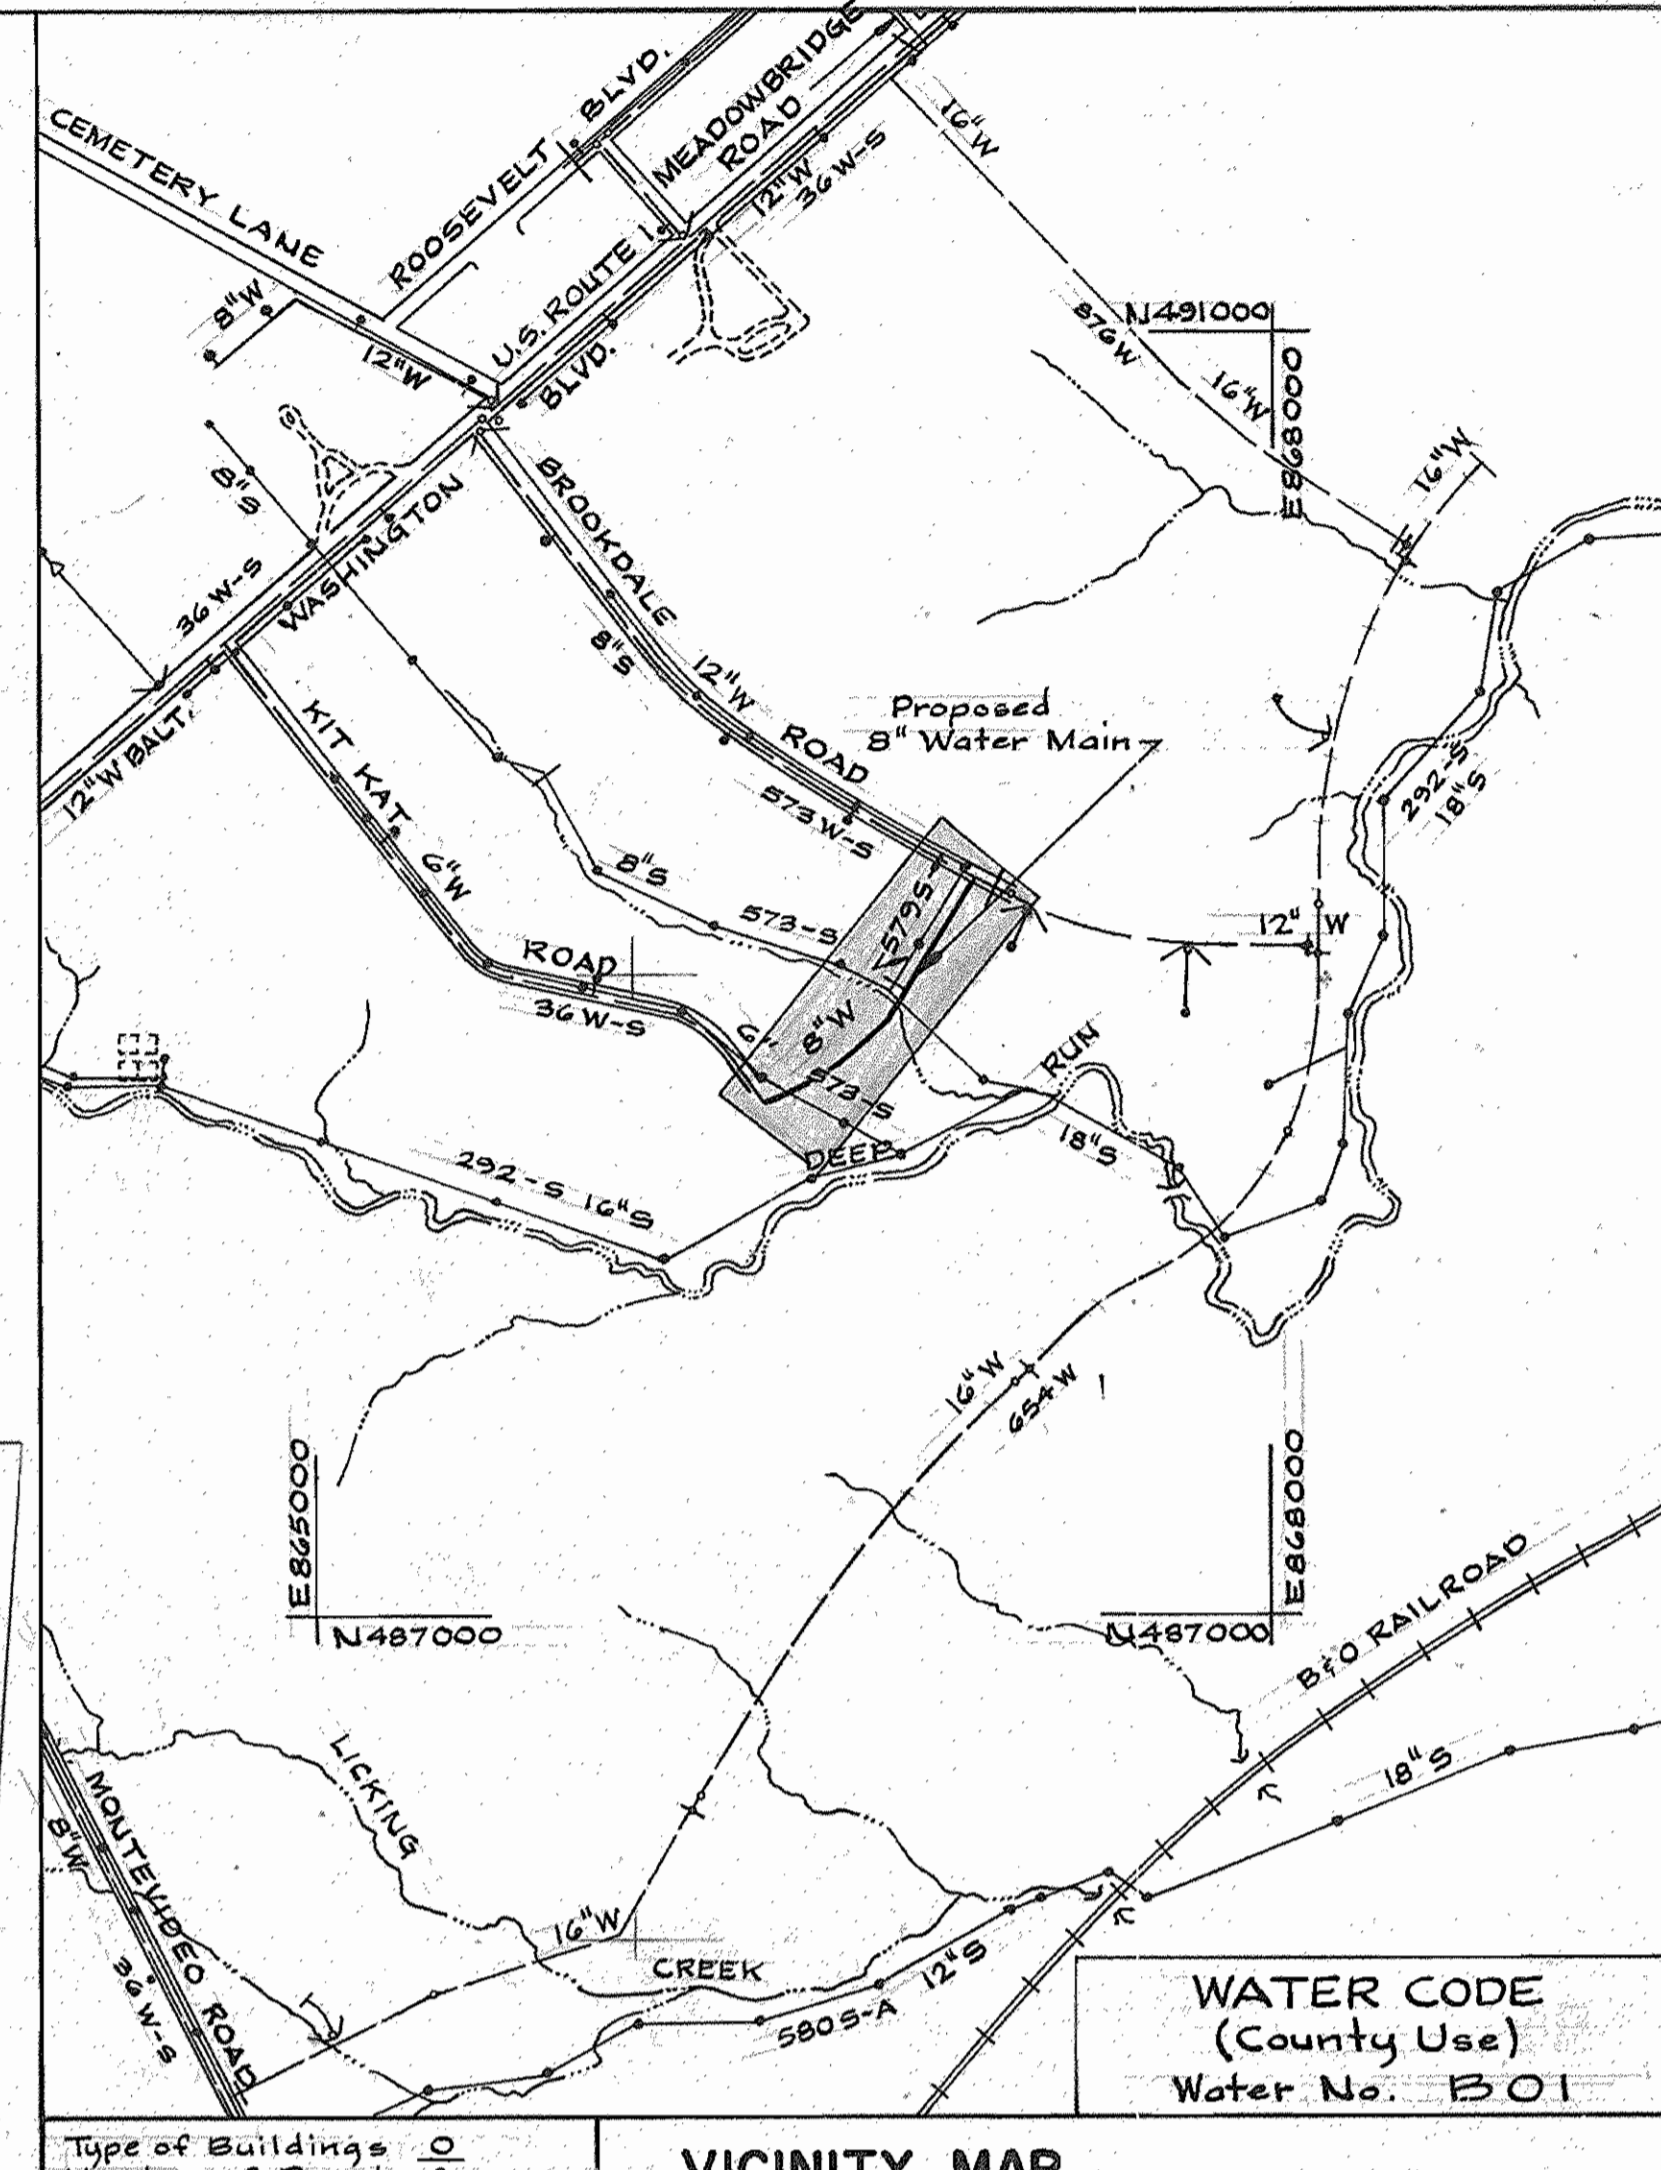 CEMETERY LANE
ROOSEVELT BLVD.
MEADOWBRIDGE
ROAD
12"W
36 W-S
16"W
876W
16"W
N491000
E868000
16"W
8"W
12"W
U.S. ROUTE 1
BLVD.
8"S
36 W-S
WASHINGTON
12"W BALT.
BROOKDALE
8"S
12"W
ROAD
573 W-S
Proposed
8" Water Main
KIT KAT
6"W
ROAD
36 W-S
8"S
573-S
579S
8"W
6"
573-S
12" W
292-S
18"S
DEEP
RUN
18"S
292-S 16"S
16"W
654 W
E865000
N487000
E868000
N487000
B&O RAILROAD
18"S
LICKING
CREEK
MONTEVIDEO ROAD
8"W
36" W-S
16"W
12"S
580S-A
WATER CODE
(County Use)
Water No. B01
Type of Buildings 0
VICINITY MAP